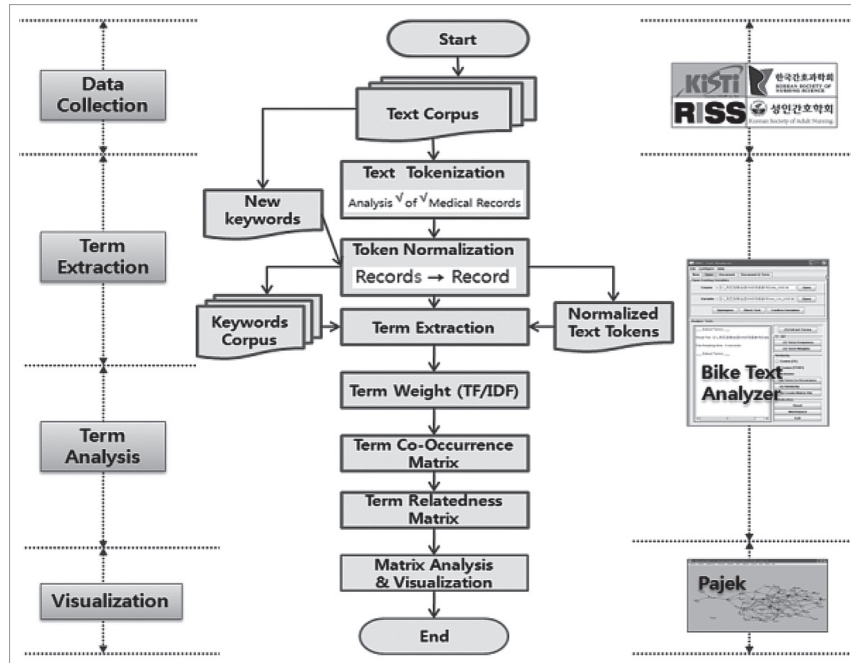 Start
Data
Collection
Text Corpus
KiSTi
한국간호과학회
KOREAN SOCIETY OF
NURSING SCIENCE
RISS
성인간호학회
Korean Society of Adult Nursing
Text Tokenization
Analysis √ of √ Medical Records
New
keywords
Term
Extraction
Token Normalization
Records → Record
Keywords
Corpus
Term Extraction
Normalized
Text Tokens
Bike Text
Analyzer
Term Weight (TF/IDF)
Term
Analysis
Term Co-Occurrence
Matrix
Term Relatedness
Matrix
Matrix Analysis
& Visualization
Visualization
Pajek
End